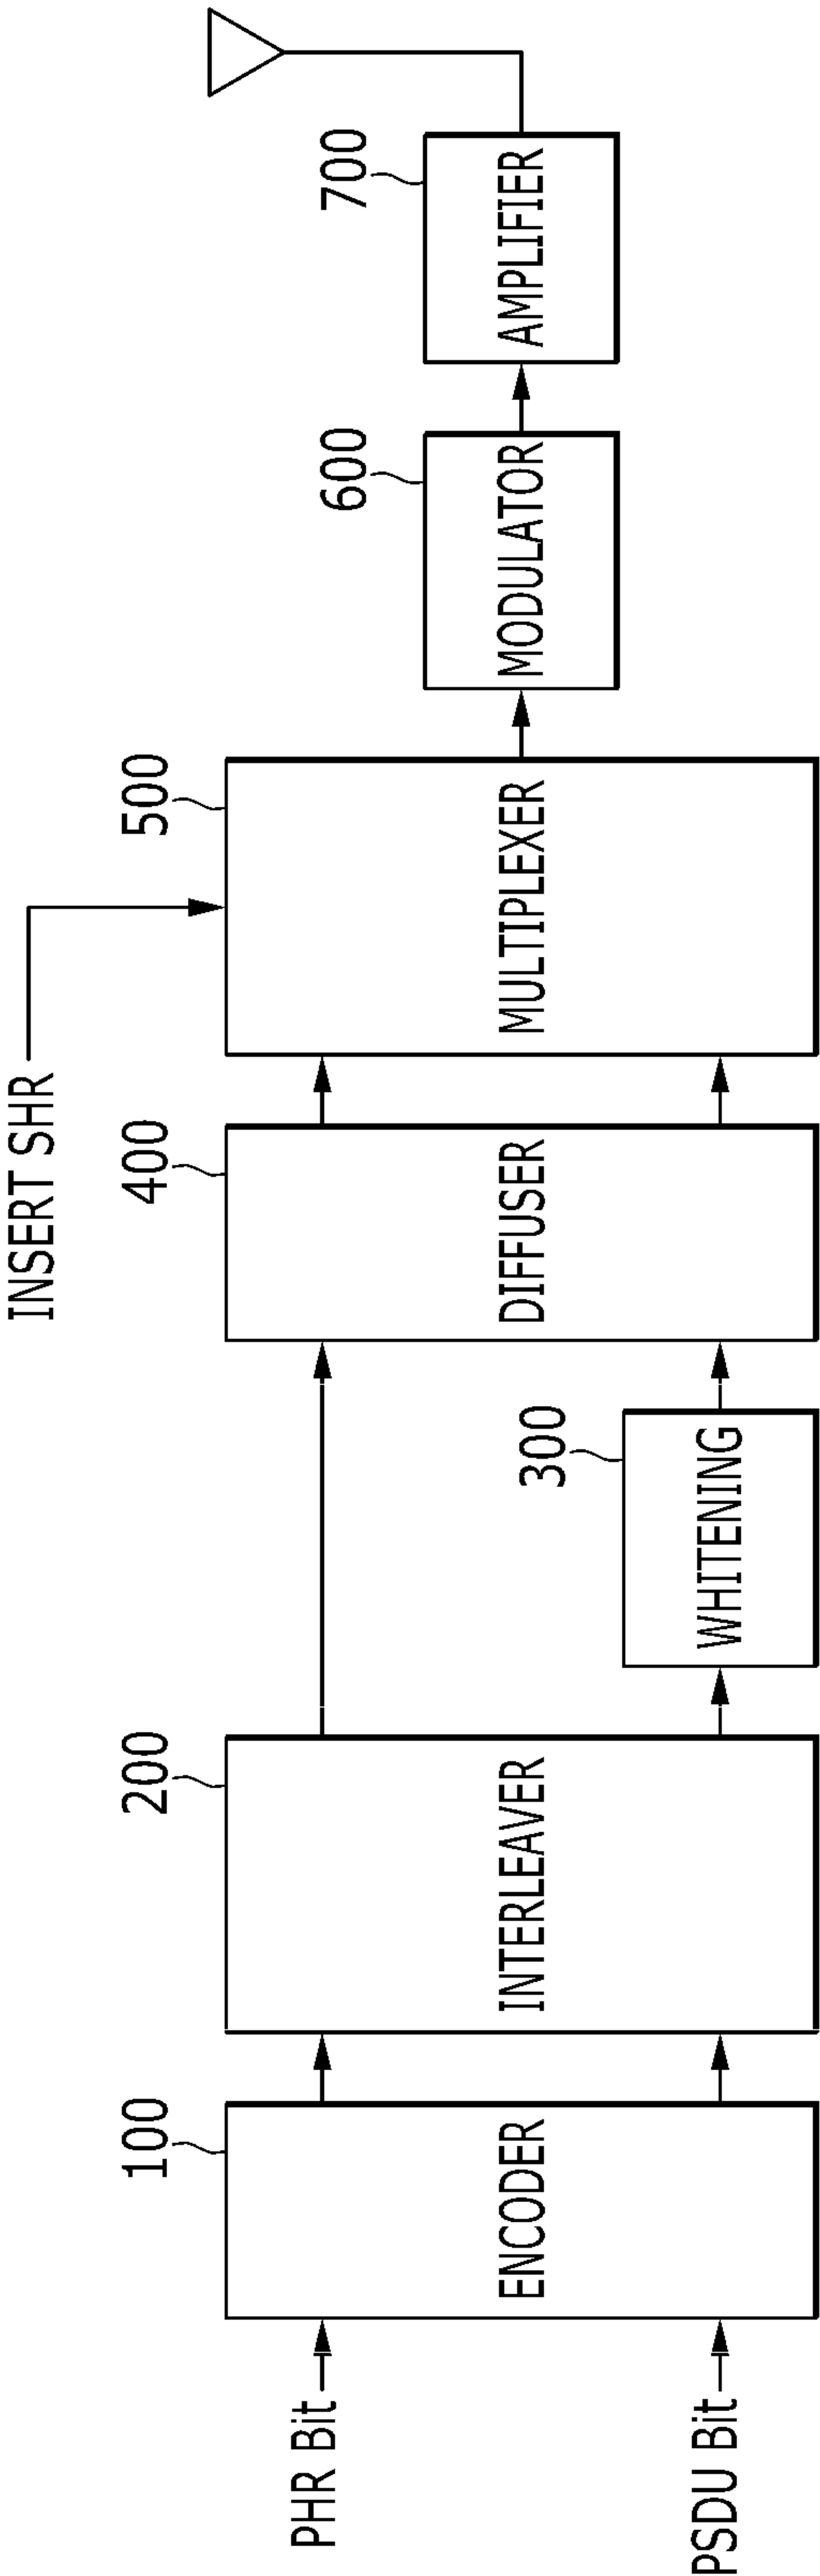 INSERT SHR
100
200
400
500
PHR Bit
600
700
300
ENCODER
INTERLEAVER
DIFFUSER
MULTIPLEXER
MODULATOR
AMPLIFIER
PSDU Bit
WHITENING